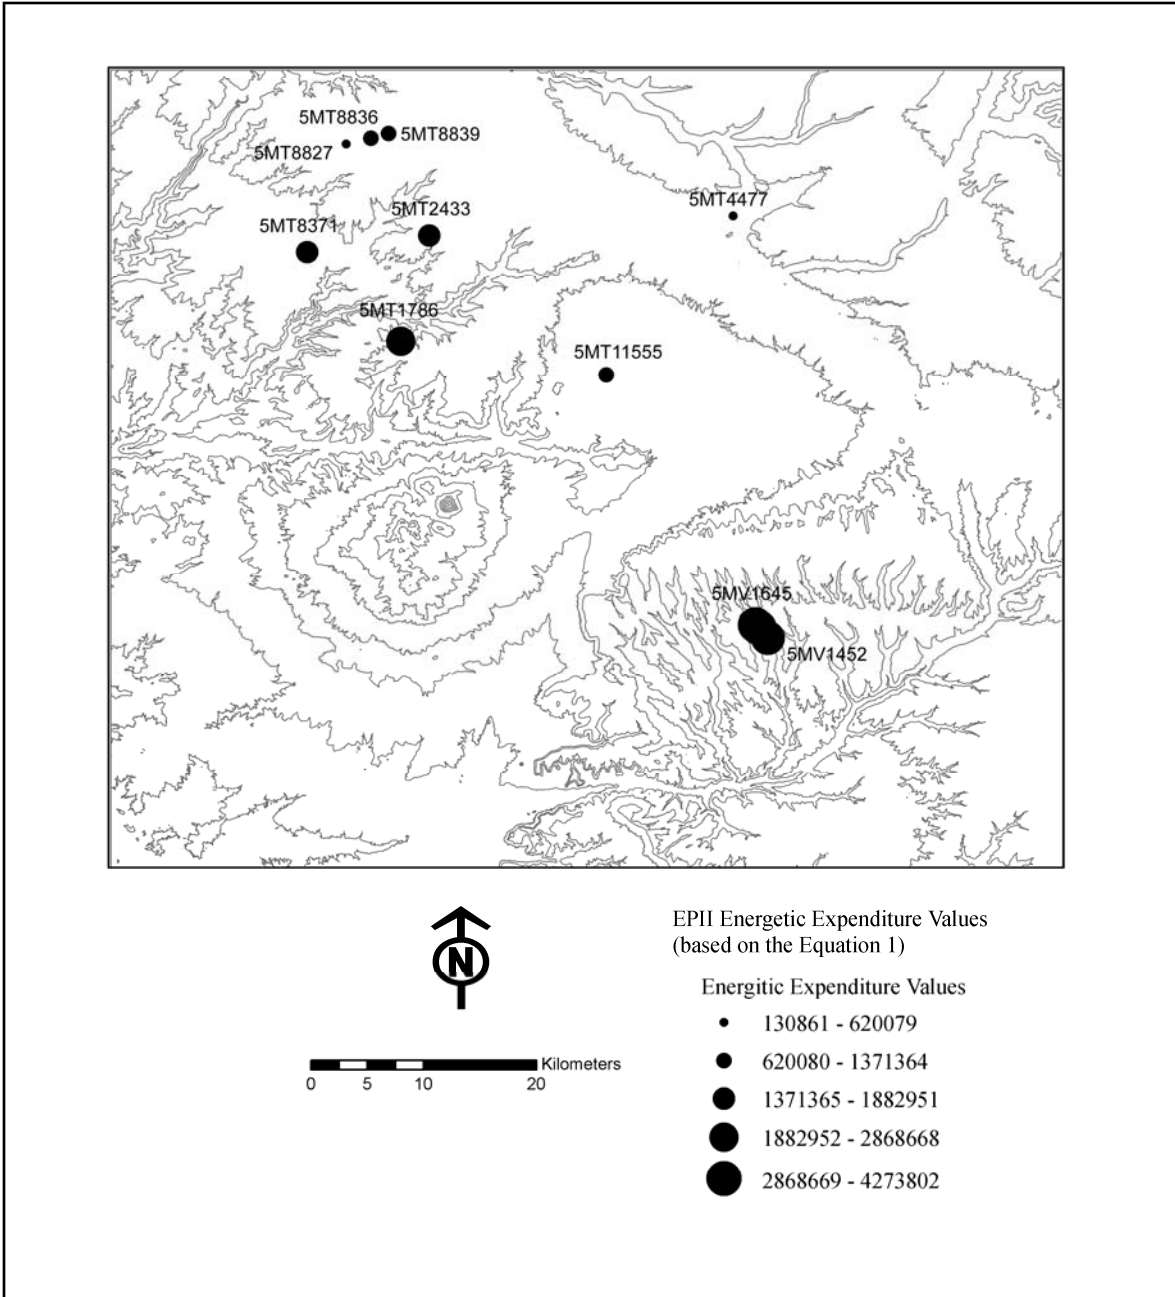 5MT8836
5MT8839
5MT8827
5MT4477
5MT2433
5MT8371
5MT1786
5MT11555
5MV1645
5MV1452
N
Kilometers
0 5 10 20
EPII Energetic Expenditure Values
(based on the Equation 1)
Energitic Expenditure Values
130861 - 620079
620080 - 1371364
1371365 - 1882951
1882952 - 2868668
2868669 - 4273802